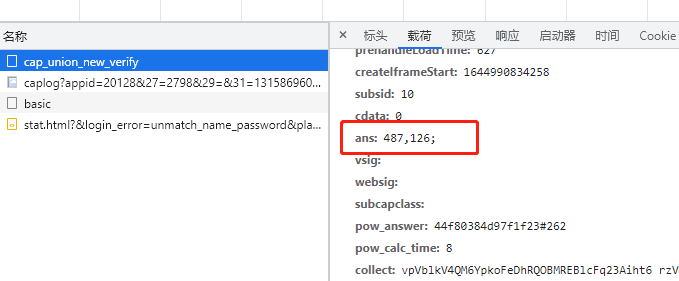 名称
cap_union_new_verify
caplog?appid=20128&27=2798&29=&31=131586960...
basic
stat.html?&login_error=unmatch_name_password&pla...
× 标头 载荷 预览 响应 启动器 时间 Cookie
prehandleLoadTime: 627
createIframeStart: 1644990834258
subsid: 10
cdata: 0
ans: 487,126;
vsig:
websig:
subcapclass:
pow_answer: 44f80384d97f1f23#262
pow_calc_time: 8
collect: vpVblkV4QM6YpkoFeDhRQOBMREBlcFq23Aiht6 rzV